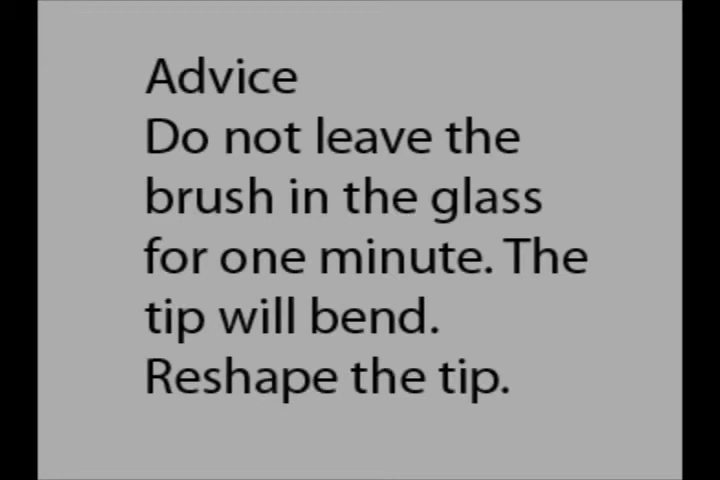 Advice
Do not leave the
brush in the glass
for one minute. The
tip will bend.
Reshape the tip.